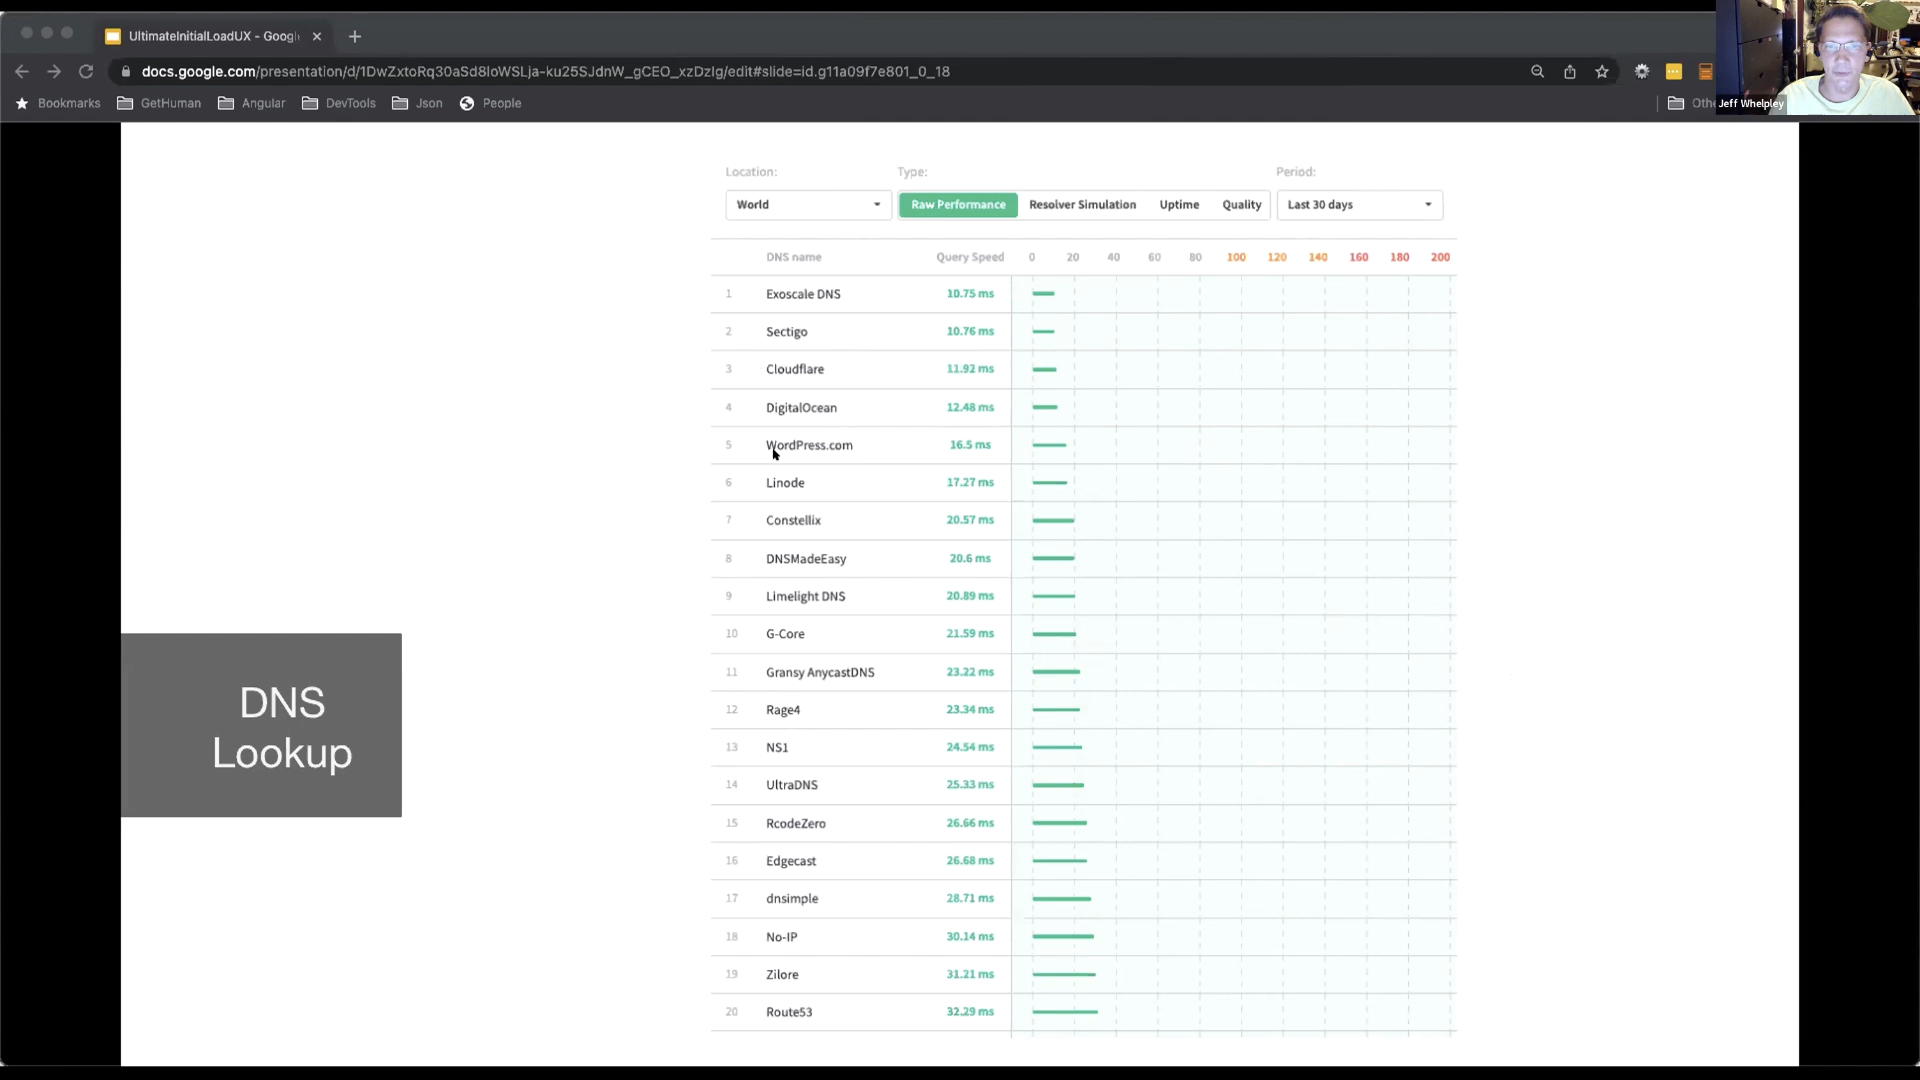 UltimateInitialLoadUX - Googl
docs.google.com/presentation/d/1DwZxtoRq30aSd8IoWSLja-ku25SJdnW_gCEO_xzDzIg/edit#slide=id.g11a09f7e801_0_18
Bookmarks GetHuman Angular DevTools Json People Oth
Jeff Whelpley
Location: Type: Period:
World Raw Performance Resolver Simulation Uptime Quality Last 30 days
DNS name Query Speed 0 20 40 60 80 100 120 140 160 180 200
1 Exoscale DNS 10.75 ms
2 Sectigo 10.76 ms
3 Cloudflare 11.92 ms
4 DigitalOcean 12.48 ms
5 WordPress.com 16.5 ms
6 Linode 17.27 ms
7 Constellix 20.57 ms
8 DNSMadeEasy 20.6 ms
9 Limelight DNS 20.89 ms
10 G-Core 21.59 ms
11 Gransy AnycastDNS 23.22 ms
12 Rage4 23.34 ms
13 NS1 24.54 ms
14 UltraDNS 25.33 ms
15 RcodeZero 26.66 ms
16 Edgecast 26.68 ms
17 dnsimple 28.71 ms
18 No-IP 30.14 ms
19 Zilore 31.21 ms
20 Route53 32.29 ms
DNS
Lookup